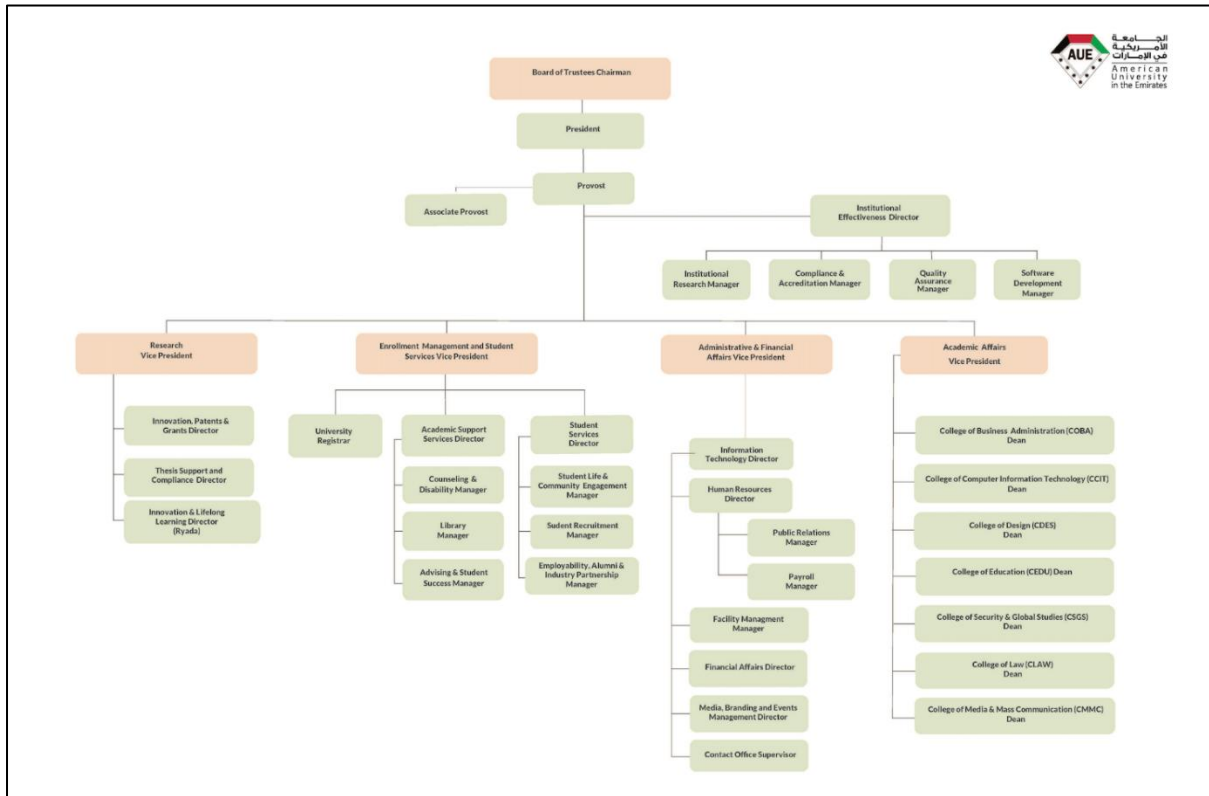 الجـــامعـة
الأمـريكيـة
في الإمـارات
AUE
American
University
in the Emirates
Board of Trustees Chairman
President
Provost
Associate Provost
Institutional
Effectiveness Director
Institutional
Research Manager
Compliance &
Accreditation Manager
Quality
Assurance
Manager
Software
Development
Manager
Research
Vice President
Enrollment Management and Student
Services Vice President
Administrative & Financial
Affairs Vice President
Academic Affairs
Vice President
Innovation, Patents &
Grants Director
Thesis Support and
Compliance Director
Innovation & Lifelong
Learning Director
(Ryada)
University
Registrar
Academic Support
Services Director
Counseling &
Disability Manager
Library
Manager
Advising & Student
Success Manager
Student
Services
Director
Student Life &
Community Engagement
Manager
Sudent Recruitment
Manager
Employability, Alumni &
Industry Partnership
Manager
Information
Technology Director
Human Resources
Director
Public Relations
Manager
Payroll
Manager
Facility Managment
Manager
Financial Affairs Director
Media, Branding and Events
Management Director
Contact Office Supervisor
College of Business Administration (COBA)
Dean
College of Computer Information Technology (CCIT)
Dean
College of Design (CDES)
Dean
College of Education (CEDU) Dean
College of Security & Global Studies (CSGS)
Dean
College of Law (CLAW)
Dean
College of Media & Mass Communication (CMMC)
Dean